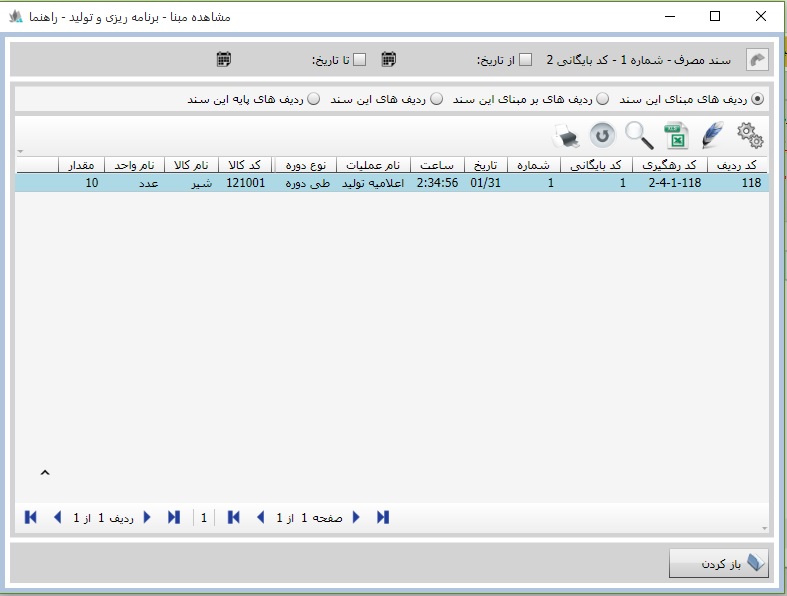 مشاهده مبنا - برنامه ریزی و تولید - راهنما
سند مصرف - شماره 1 - کد بایگانی 2 از تاریخ: تا تاریخ:
ردیف های مبنای این سند ردیف های بر مبنای این سند ردیف های این سند ردیف های پایه این سند
کد ردیف کد رهگیری کد بایگانی شماره تاریخ ساعت نام عملیات نوع دوره کد کالا نام کالا نام واحد مقدار
118 2-4-1-118 1 1 01/31 2:34:56 اعلامیه تولید طی دوره 121001 شیر عدد 10
صفحه 1 از 1 1 ردیف 1 از 1
باز کردن